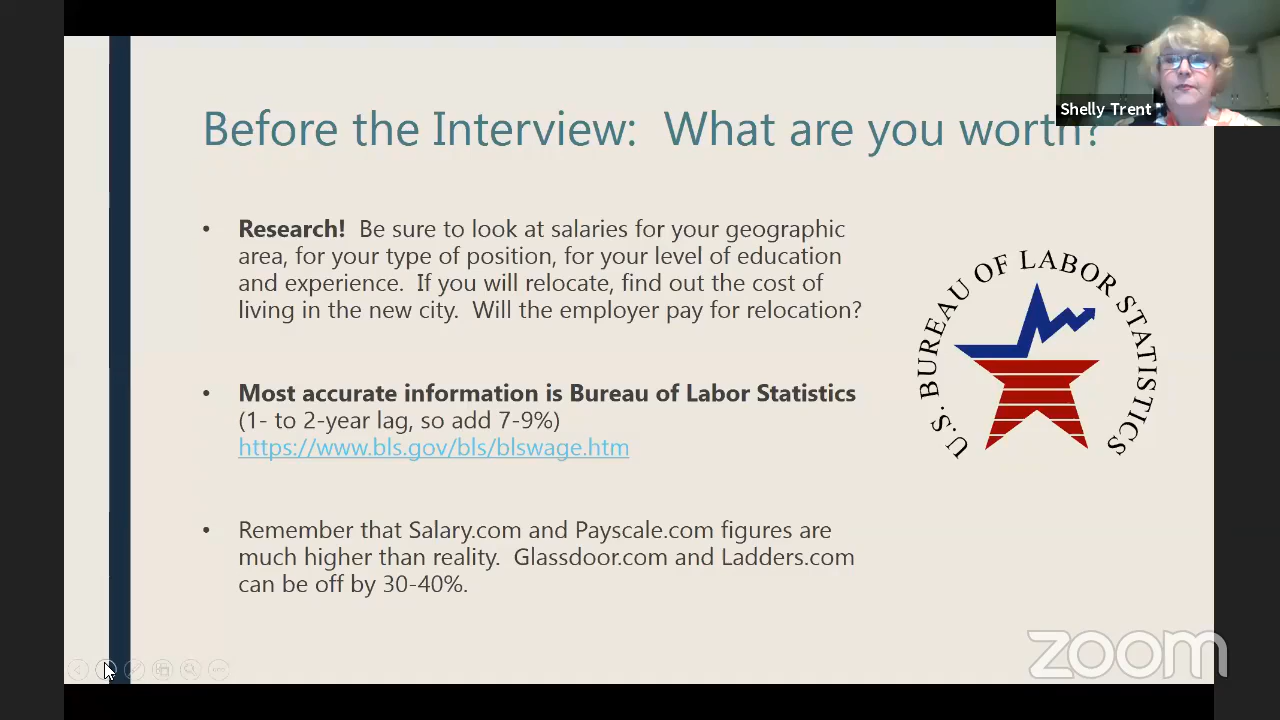 Before the Interview:  What are you worth?
Shelly Trent
• Research!  Be sure to look at salaries for your geographic
area, for your type of position, for your level of education
and experience.  If you will relocate, find out the cost of
living in the new city.  Will the employer pay for relocation?
• Most accurate information is Bureau of Labor Statistics
(1- to 2-year lag, so add 7-9%)
https://www.bls.gov/bls/blswage.htm
• Remember that Salary.com and Payscale.com figures are
much higher than reality.  Glassdoor.com and Ladders.com
can be off by 30-40%.
U.S. BUREAU OF LABOR STATISTICS
zoom